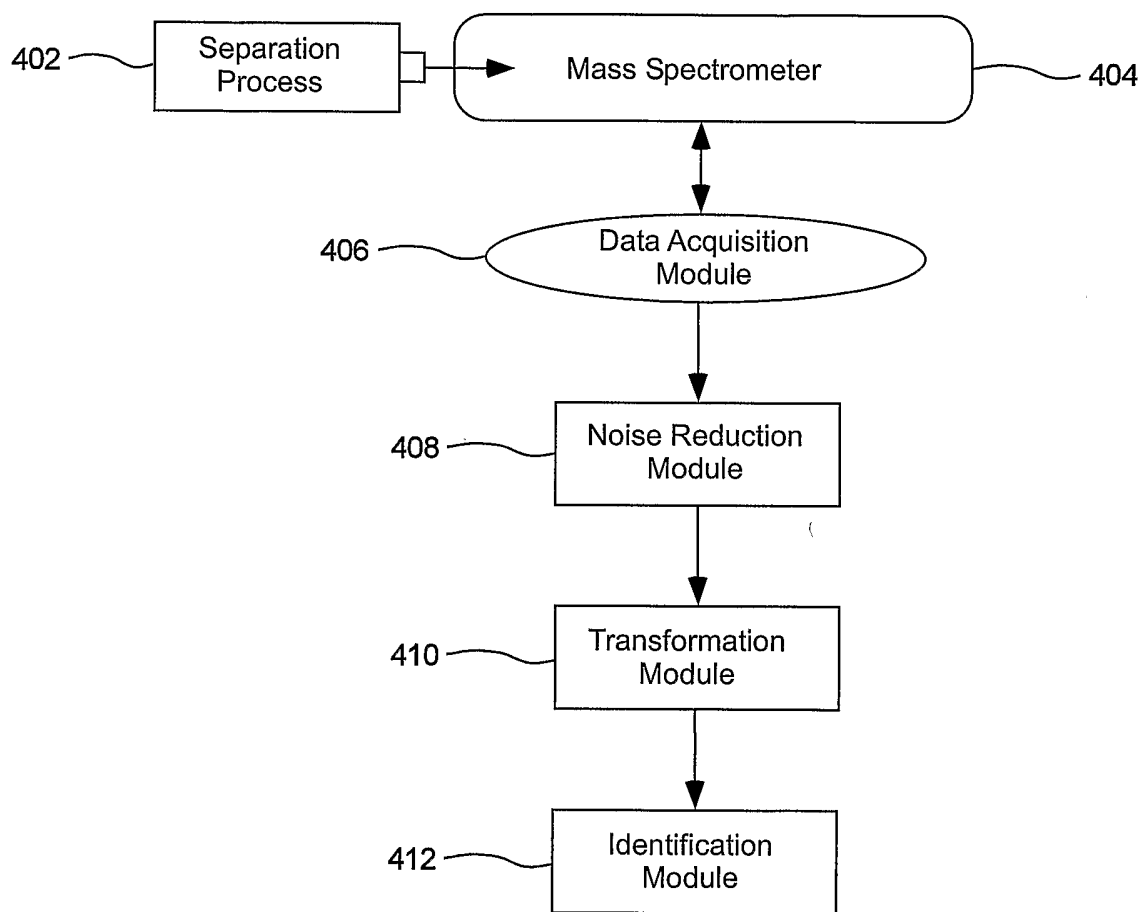 402
Separation
Process
Mass Spectrometer
404
406
Data Acquisition
Module
408
Noise Reduction
Module
410
Transformation
Module
412
Identification
Module